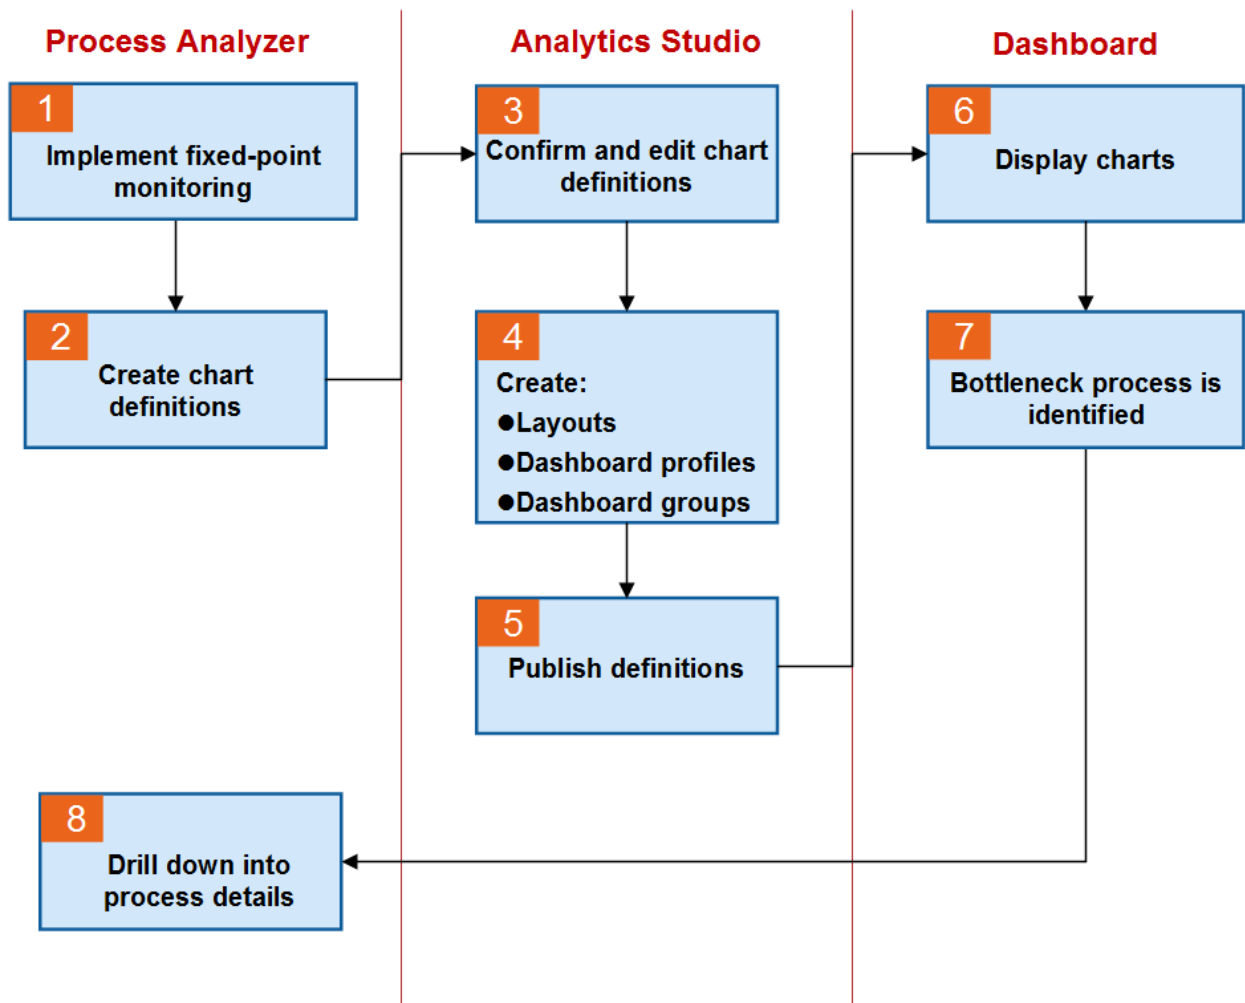 Process Analyzer
Analytics Studio
Dashboard
1
Implement fixed-point
monitoring
2
Create chart
definitions
3
Confirm and edit chart
definitions
4
Create:
●Layouts
●Dashboard profiles
●Dashboard groups
5
Publish definitions
6
Display charts
7
Bottleneck process is
identified
8
Drill down into
process details